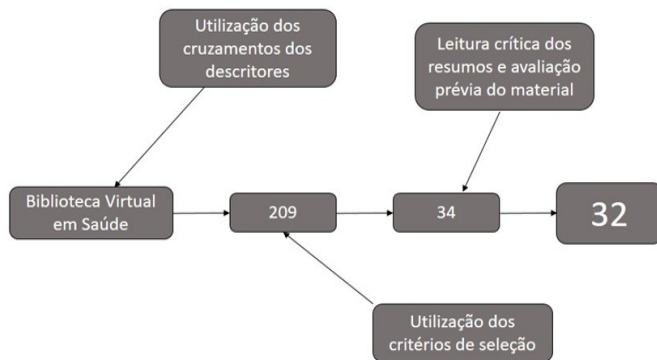 Utilização dos
cruzamentos dos
descritores
Leitura crítica dos
resumos e avaliação
prévia do material
Biblioteca Virtual
em Saúde
209
34
32
Utilização dos
critérios de seleção